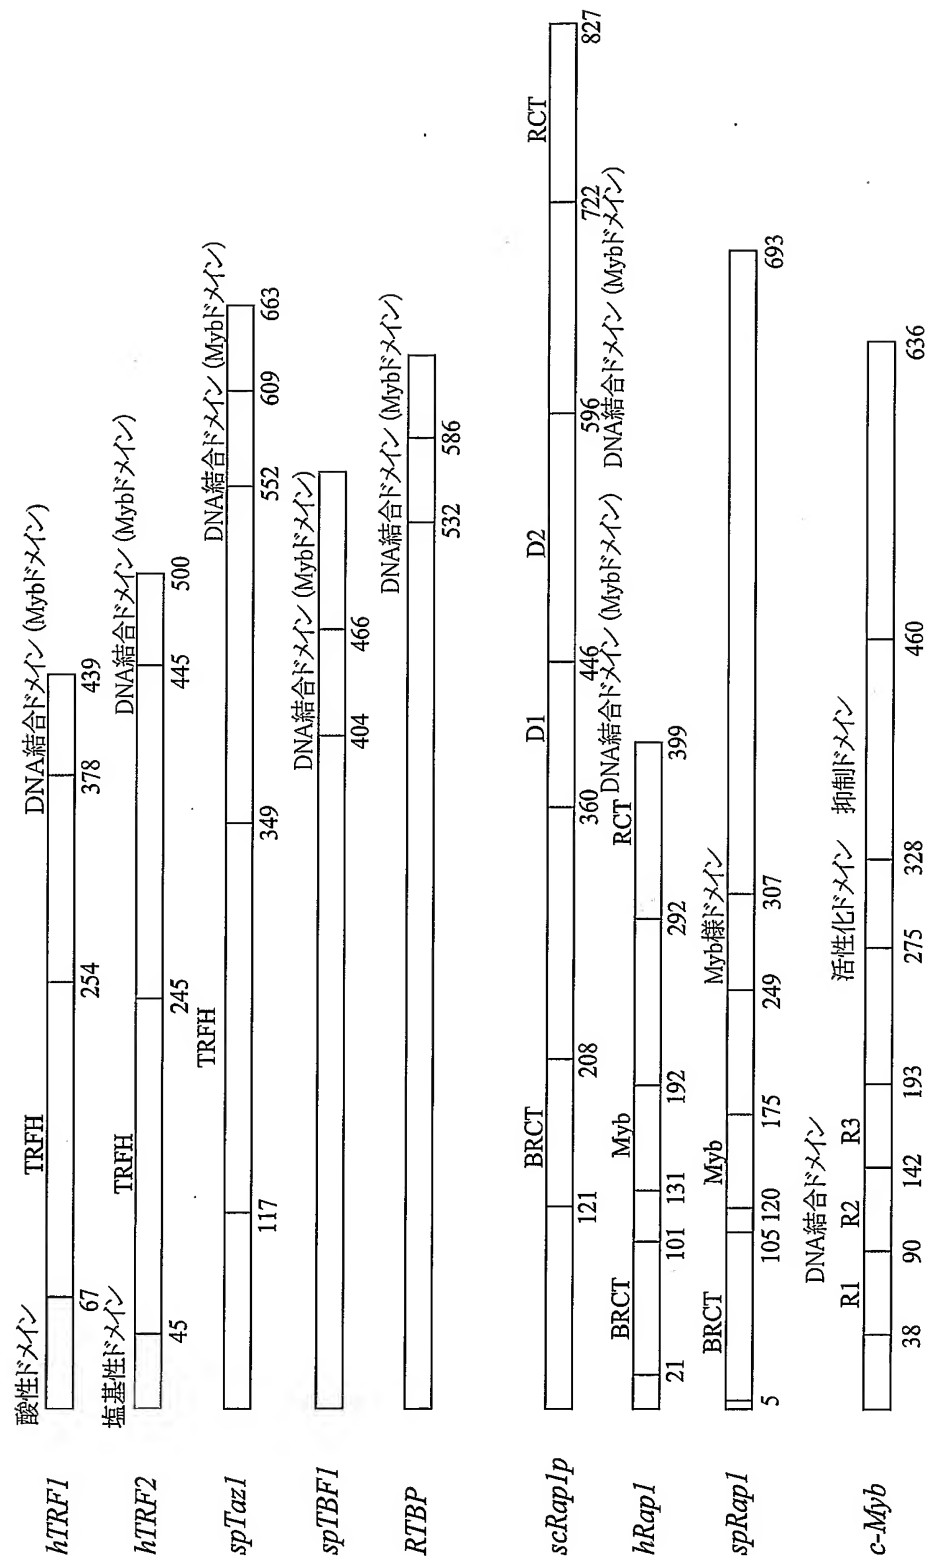 hTRF1
酸性ドメイン
67
TRFH
254
378
DNA結合ドメイン (Mybドメイン)
439
hTRF2
塩基性ドメイン
45
TRFH
245
445
DNA結合ドメイン (Mybドメイン)
500
spTaz1
117
TRFH
349
552
DNA結合ドメイン (Mybドメイン)
609
663
spTBF1
404
DNA結合ドメイン (Mybドメイン)
466
RTBP
532
DNA結合ドメイン (Mybドメイン)
586
scRap1p
121
BRCT
208
360
D1
446
D2
596
722
RCT
827
DNA結合ドメイン (Mybドメイン)
DNA結合ドメイン (Mybドメイン)
hRap1
21
BRCT
101
131
Myb
192
292
RCT
399
spRap1
5
BRCT
105
120
Myb
175
249
Myb様ドメイン
307
693
c-Myb
DNA結合ドメイン
38
R1
90
R2
142
R3
193
275
活性化ドメイン
328
抑制ドメイン
460
636